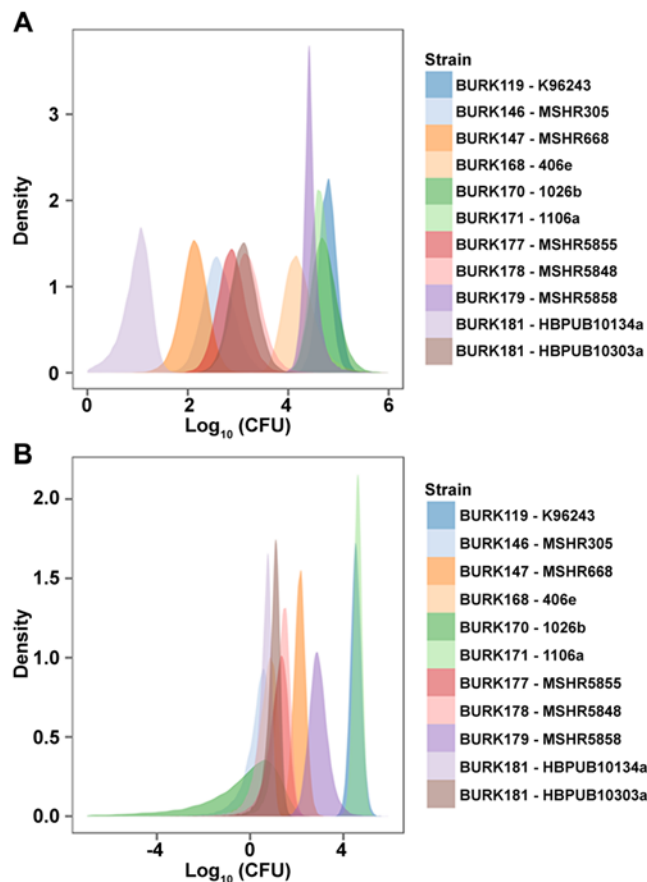 A
Strain
BURK119 - K96243
BURK146 - MSHR305
BURK147 - MSHR668
BURK168 - 406e
BURK170 - 1026b
BURK171 - 1106a
BURK177 - MSHR5855
BURK178 - MSHR5848
BURK179 - MSHR5858
BURK181 - HBPUB10134a
BURK181 - HBPUB10303a
Density
3
2
1
0
0 2 4 6
Log10 (CFU)
B
Strain
BURK119 - K96243
BURK146 - MSHR305
BURK147 - MSHR668
BURK168 - 406e
BURK170 - 1026b
BURK171 - 1106a
BURK177 - MSHR5855
BURK178 - MSHR5848
BURK179 - MSHR5858
BURK181 - HBPUB10134a
BURK181 - HBPUB10303a
Density
2.0
1.5
1.0
0.5
0.0
-4 0 4
Log10 (CFU)